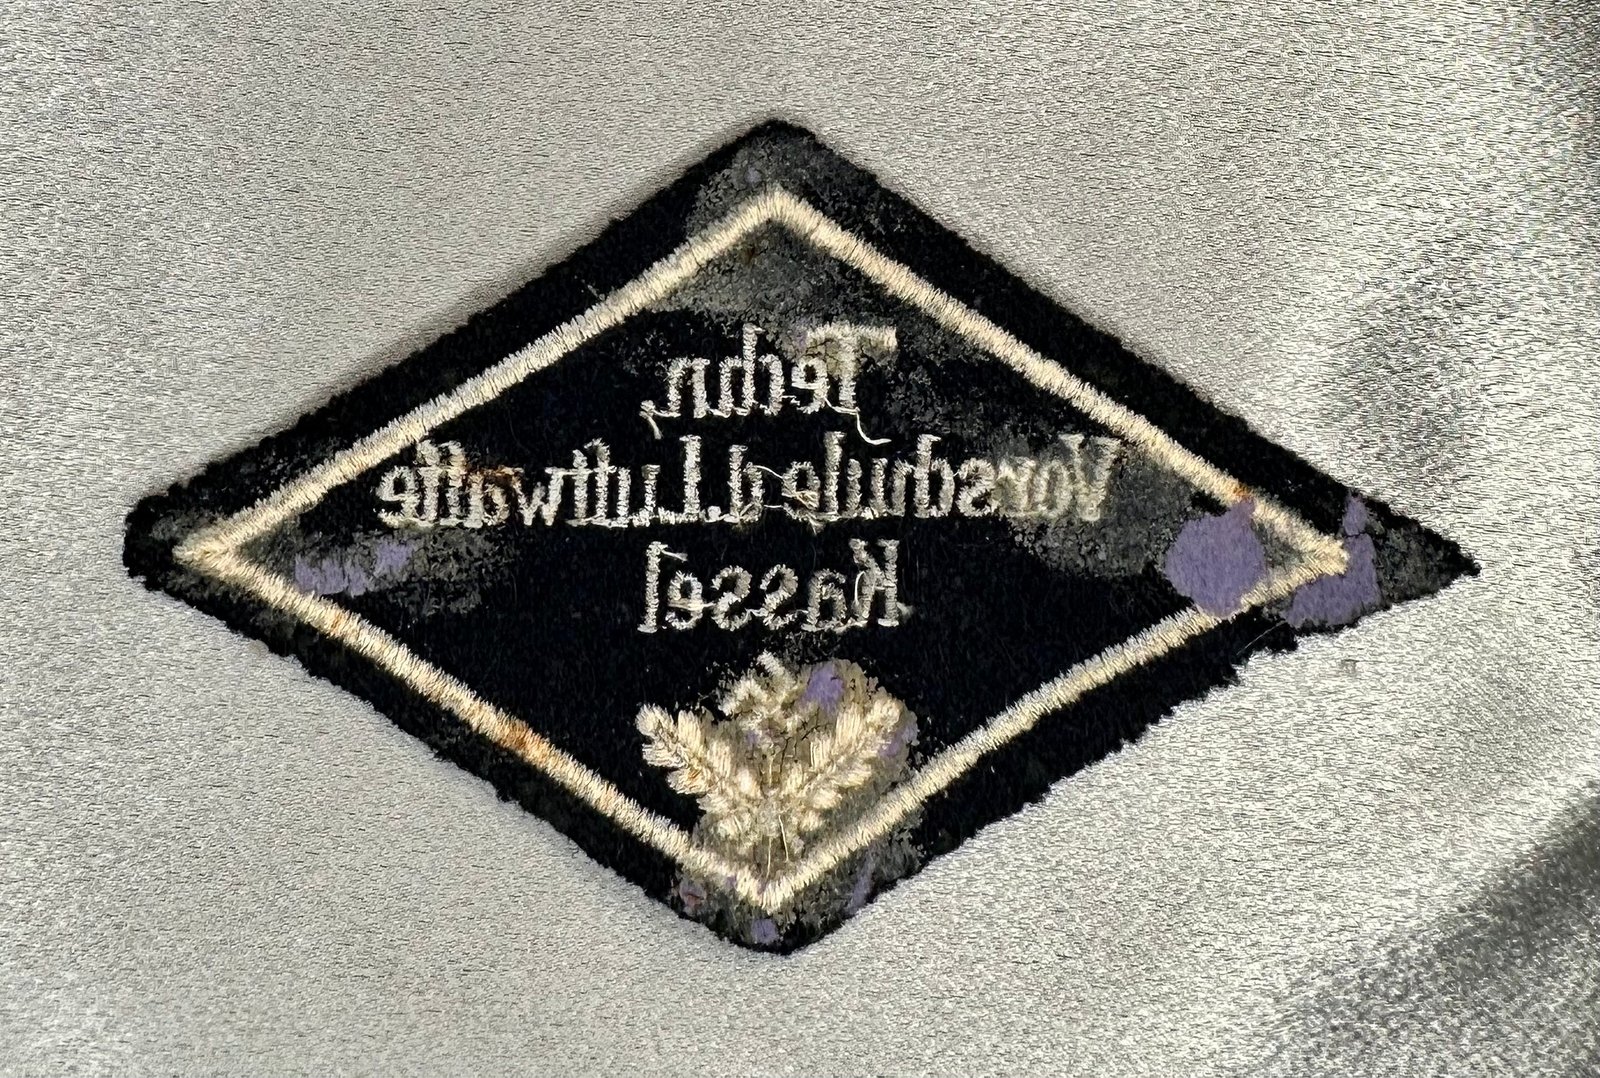 Techn.
Vorschule d. Luftwaffe
Kassel